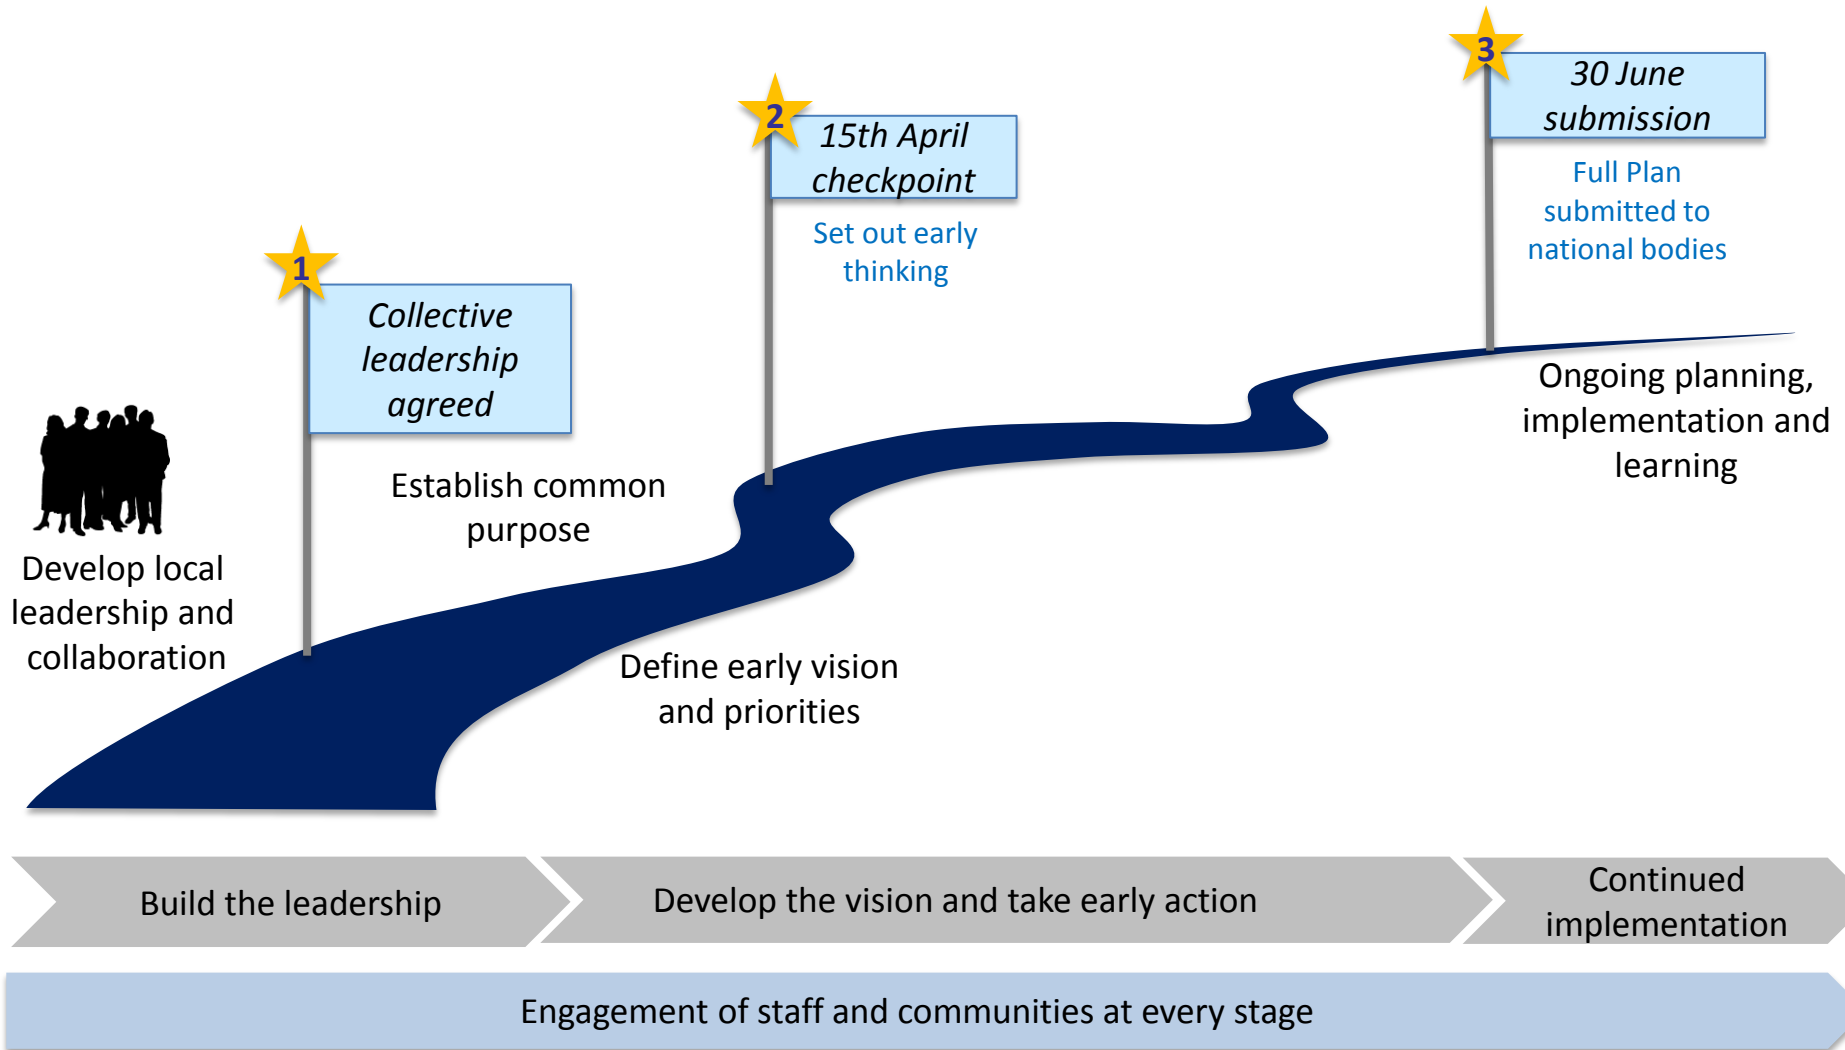 1
Collective
leadership
agreed
2
15th April
checkpoint
Set out early
thinking
3
30 June
submission
Full Plan
submitted to
national bodies
Develop local
leadership and
collaboration
Establish common
purpose
Define early vision
and priorities
Ongoing planning,
implementation and
learning
Build the leadership
Develop the vision and take early action
Continued
implementation
Engagement of staff and communities at every stage